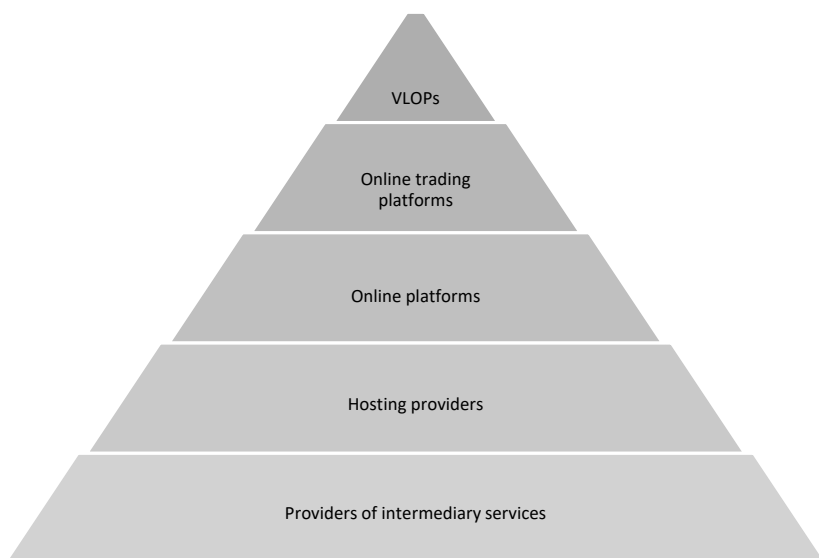 VLOPs
Online trading
platforms
Online platforms
Hosting providers
Providers of intermediary services